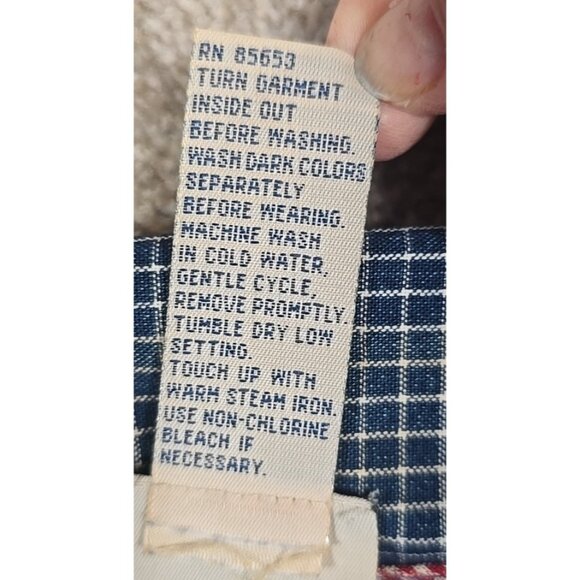 RN 85653
TURN GARMENT
INSIDE OUT
BEFORE WASHING.
WASH DARK COLORS
SEPARATELY
BEFORE WEARING.
MACHINE WASH
IN COLD WATER,
GENTLE CYCLE,
REMOVE PROMPTLY.
TUMBLE DRY LOW
SETTING.
TOUCH UP WITH
WARM STEAM IRON.
USE NON-CHLORINE
BLEACH IF
NECESSARY.